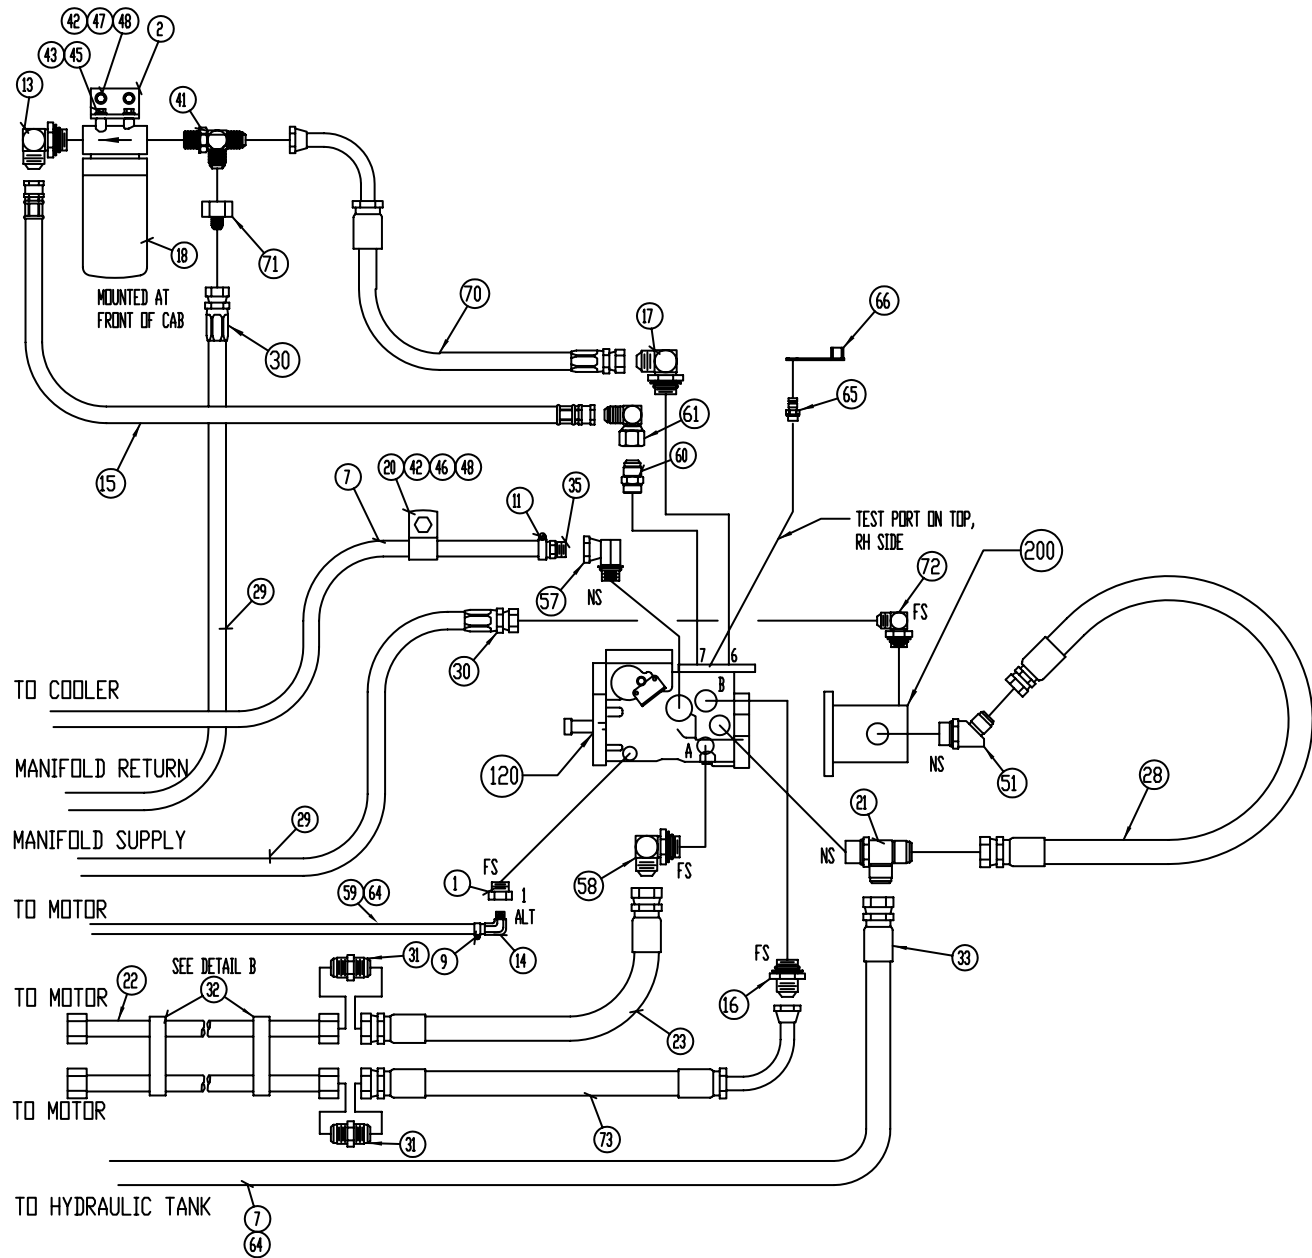 42 47 48 2
43 45
13
41
18
71
MOUNTED AT
FRONT OF CAB
30
70
17
66
65
61
60
15
20 42 46 48
7
11
35
TEST PORT ON TOP,
RH SIDE
200
72
57
NS
FS
29
30
7 6
TO COOLER
B
MANIFOLD RETURN
A
120
NS
51
28
21
MANIFOLD SUPPLY
29
NS
FS
58
FS
1
1
ALT
59 64
TO MOTOR
9
14
31
33
SEE DETAIL B
FS
22
32
TO MOTOR
16
23
TO MOTOR
73
31
TO HYDRAULIC TANK
7
64